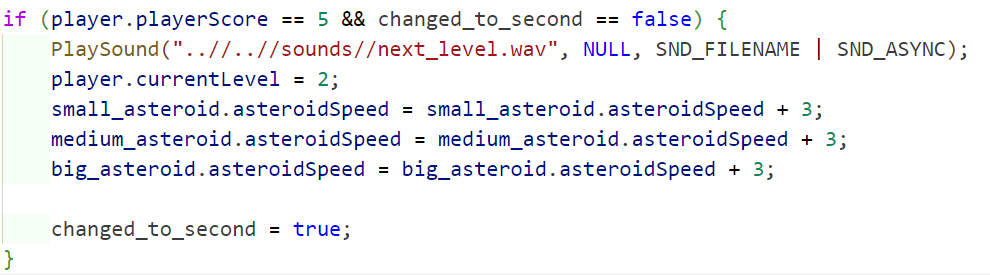 if (player.playerScore == 5 && changed_to_second == false) {
    PlaySound("..//..//sounds//next_level.wav", NULL, SND_FILENAME | SND_ASYNC);
    player.currentLevel = 2;
    small_asteroid.asteroidSpeed = small_asteroid.asteroidSpeed + 3;
    medium_asteroid.asteroidSpeed = medium_asteroid.asteroidSpeed + 3;
    big_asteroid.asteroidSpeed = big_asteroid.asteroidSpeed + 3;

    changed_to_second = true;
}